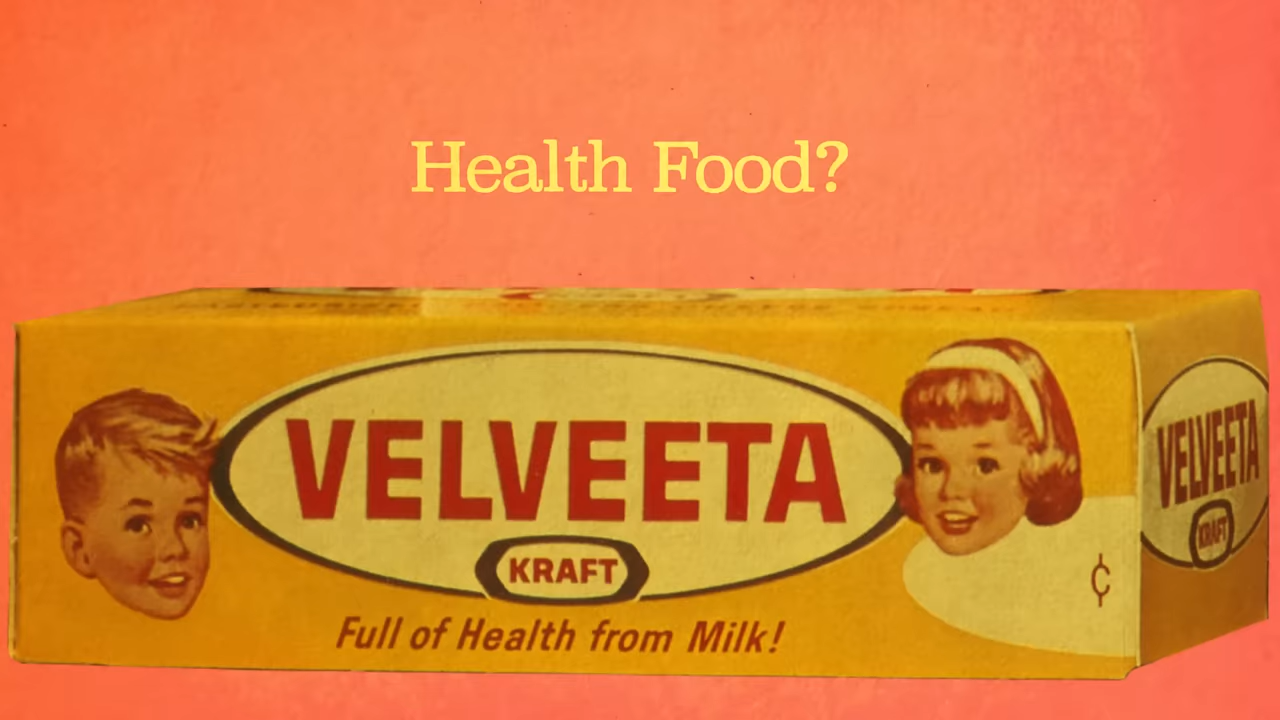 Health Food?
VELVEETA
KRAFT
Full of Health from Milk!
¢
VELVEETA
KRAFT